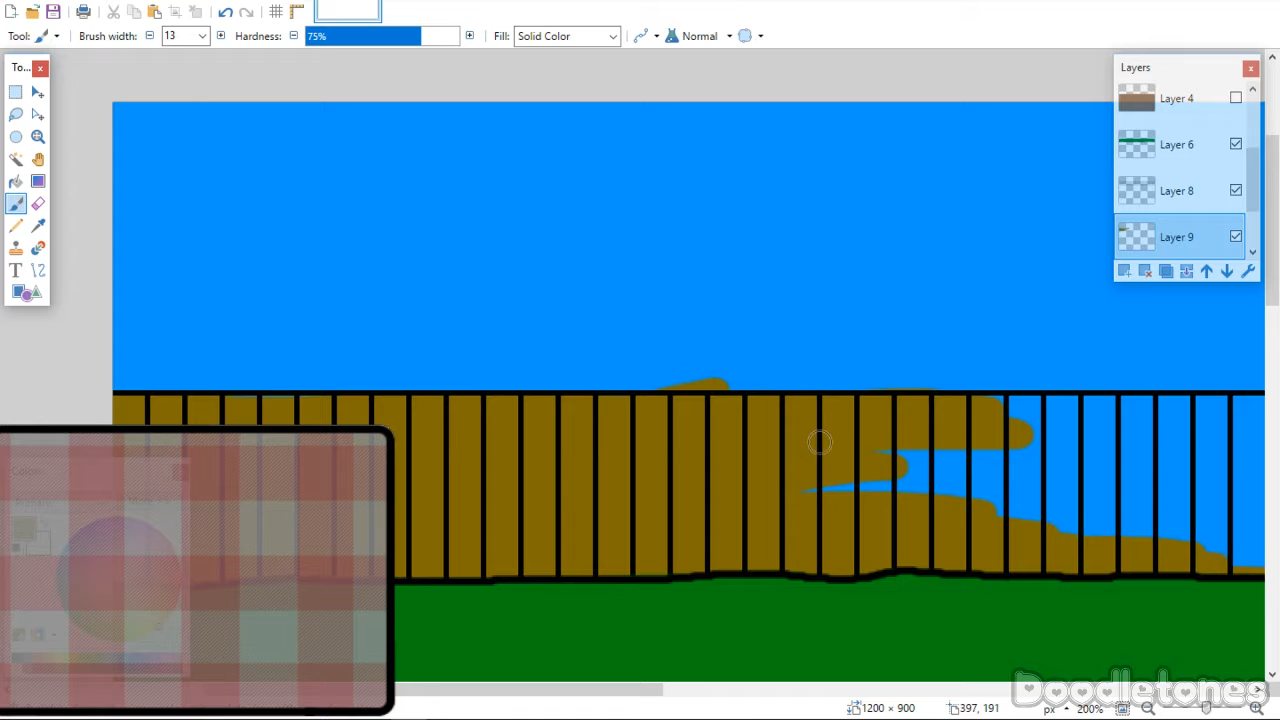 Tool:
Brush width:
13
Hardness:
75%
Fill:
Solid Color
Normal
To...
x
Layers
x
Layer 4
Layer 6
Layer 8
Layer 9
T
Doodletones
1200 × 900
397, 191
px
200%